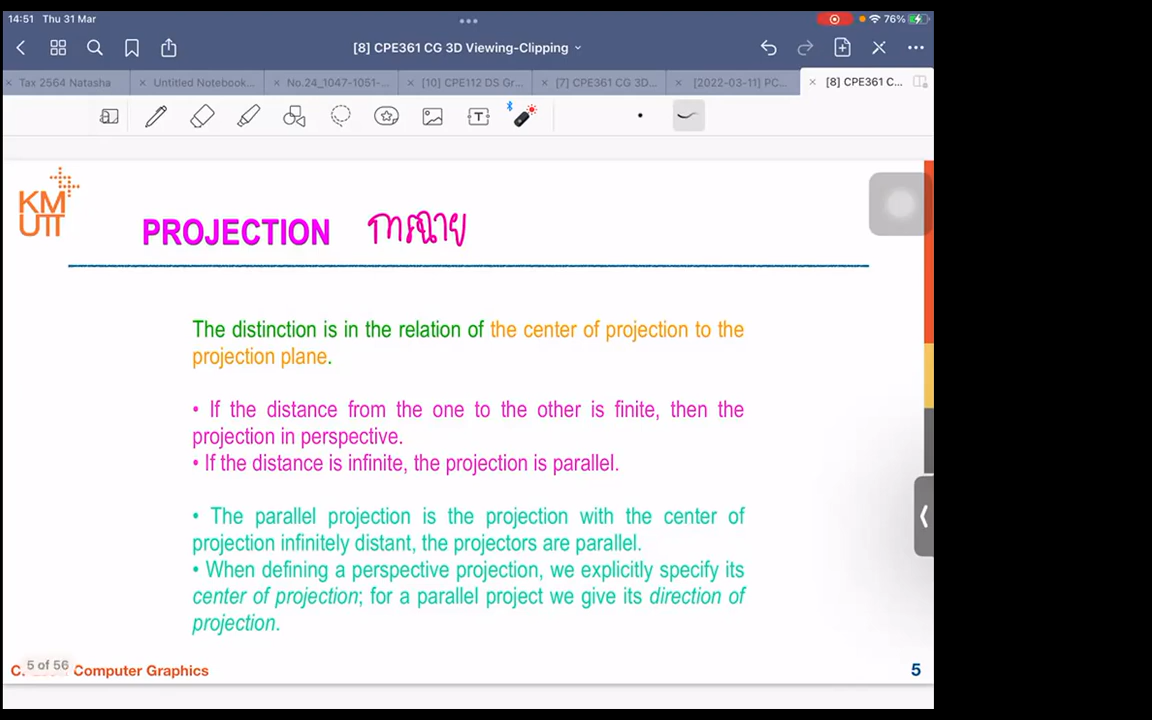 14:51 Thu 31 Mar
76%
[8] CPE361 CG 3D Viewing-Clipping
Tax 2564 Natasha
Untitled Notebook...
No.24_1047-1051-...
[10] CPE112 DS Gr...
[7] CPE361 CG 3D...
[2022-03-11] PC...
[8] CPE361 C...
T
KM
UTT
PROJECTION การฉาย
The distinction is in the relation of the center of projection to the
projection plane.
• If the distance from the one to the other is finite, then the
projection in perspective.
• If the distance is infinite, the projection is parallel.
• The parallel projection is the projection with the center of
projection infinitely distant, the projectors are parallel.
• When defining a perspective projection, we explicitly specify its
center of projection; for a parallel project we give its direction of
projection.
5 of 56
Computer Graphics
5